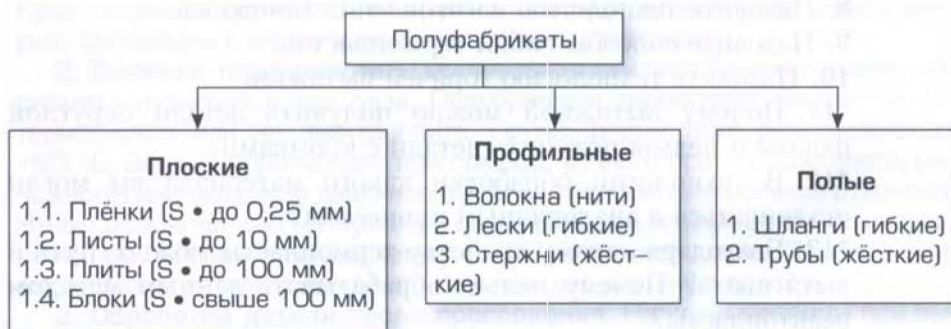 Полуфабрикаты
Плоские
1.1. Плёнки (S • до 0,25 мм)
1.2. Листы (S • до 10 мм)
1.3. Плиты (S • до 100 мм)
1.4. Блоки (S • свыше 100 мм)
Профильные
1. Волокна (нити)
2. Лески (гибкие)
3. Стержни (жёст–
кие)
Полые
1. Шланги (гибкие)
2. Трубы (жёсткие)